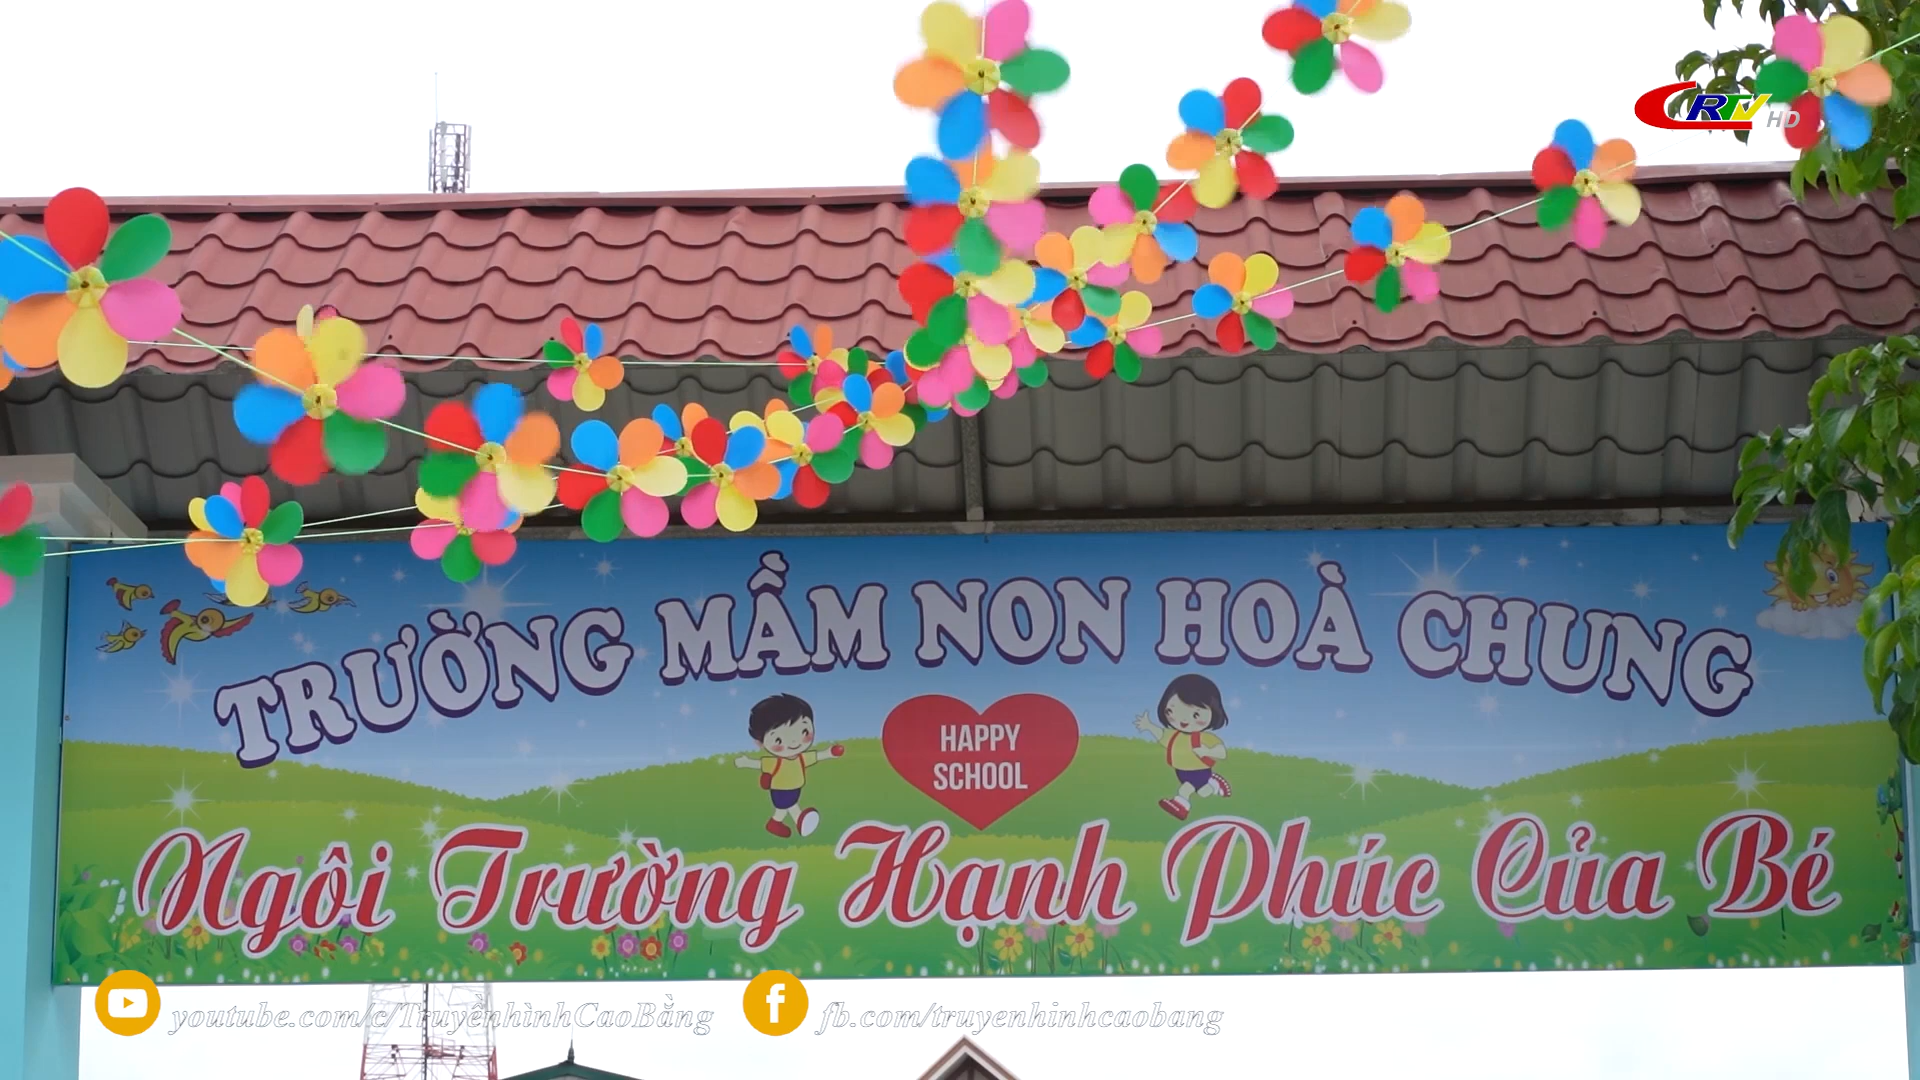 CRTV HD
TRƯỜNG MẦM NON HOÀ CHUNG
HAPPY
SCHOOL
Ngôi Trường Hạnh Phúc Của Bé
youtube.com/c/TruyềnhìnhCaoBằng
fb.com/truyenhinhcaobang